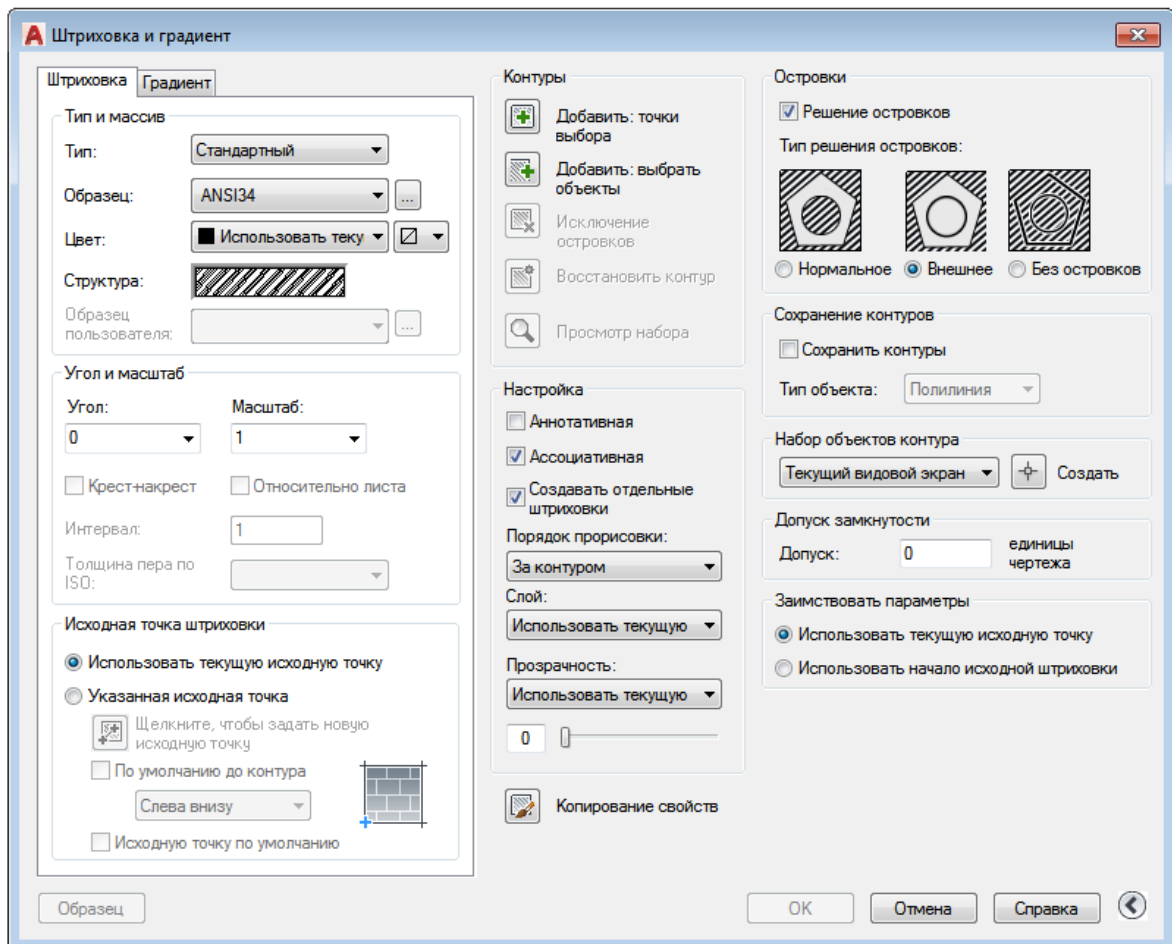 Штриховка и градиент
Штриховка
Градиент
Тип и массив
Тип:
Стандартный
Образец:
ANSI34
...
Цвет:
Использовать теку
Структура:
Образец
пользователя:
...
Угол и масштаб
Угол:
Масштаб:
0
1
Крест-накрест
Относительно листа
Интервал:
1
Толщина пера по
ISO:
Исходная точка штриховки
Использовать текущую исходную точку
Указанная исходная точка
Щелкните, чтобы задать новую
исходную точку
По умолчанию до контура
Слева внизу
Исходную точку по умолчанию
Контуры
Добавить: точки
выбора
Добавить: выбрать
объекты
Исключение
островков
Восстановить контур
Просмотр набора
Настройка
Аннотативная
Ассоциативная
Создавать отдельные
штриховки
Порядок прорисовки:
За контуром
Слой:
Использовать текущую
Прозрачность:
Использовать текущую
0
Копирование свойств
Островки
Решение островков
Тип решения островков:
Нормальное
Внешнее
Без островков
Сохранение контуров
Сохранить контуры
Тип объекта:
Полилиния
Набор объектов контура
Текущий видовой экран
Создать
Допуск замкнутости
Допуск:
0
единицы
чертежа
Заимствовать параметры
Использовать текущую исходную точку
Использовать начало исходной штриховки
Образец
OK
Отмена
Справка